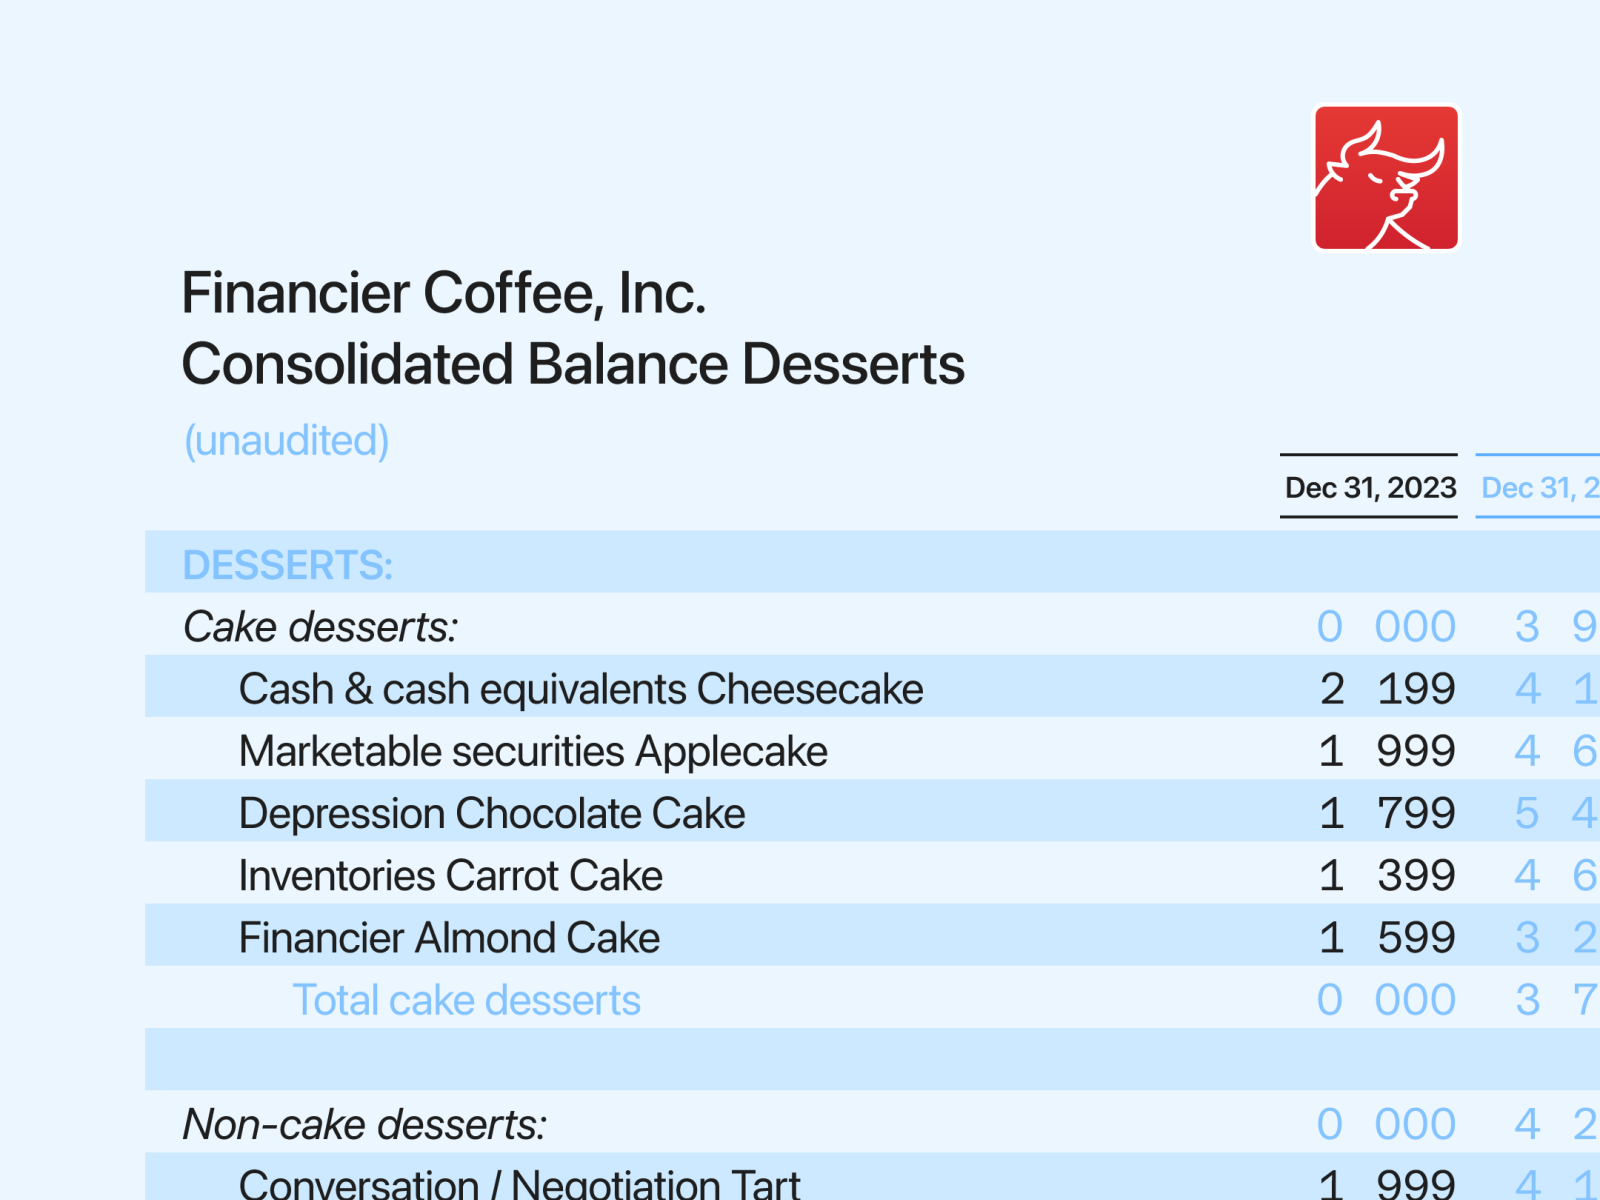 Financier Coffee, Inc.
Consolidated Balance Desserts
(unaudited)
Dec 31, 2023 Dec 31, 2
DESSERTS:
Cake desserts: 0 000 3 9
Cash & cash equivalents Cheesecake 2 199 4 1
Marketable securities Applecake 1 999 4 6
Depression Chocolate Cake 1 799 5 4
Inventories Carrot Cake 1 399 4 6
Financier Almond Cake 1 599 3 2
Total cake desserts 0 000 3 7
Non-cake desserts: 0 000 4 2
Conversation / Negotiation Tart 1 999 4 1